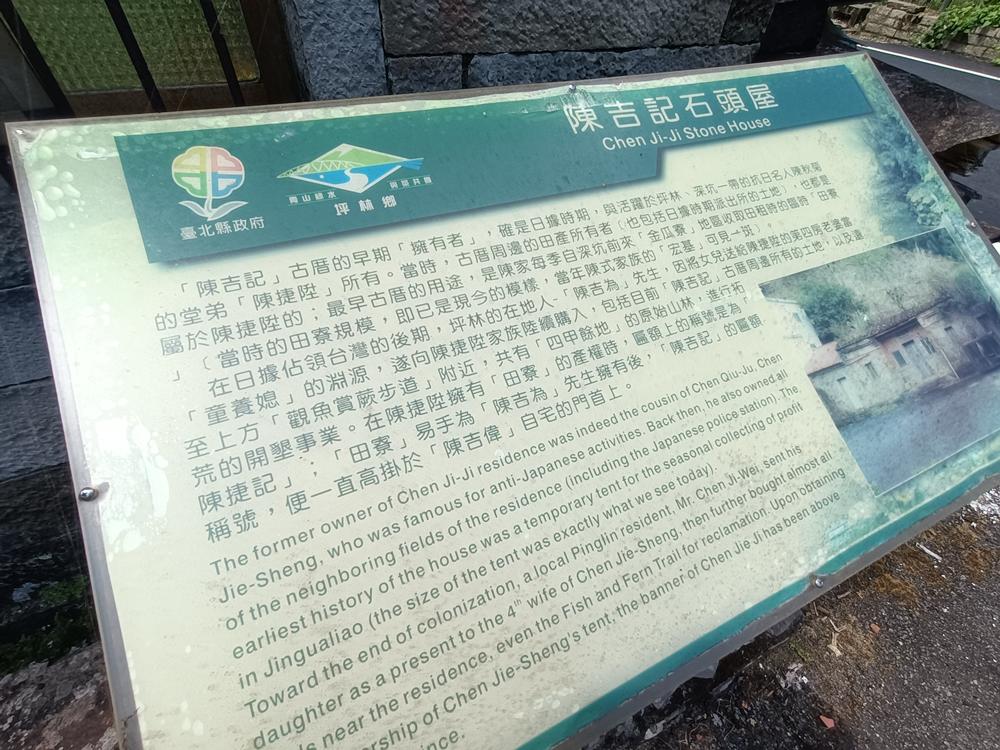 陳吉記石頭屋
Chen Ji-Ji Stone House
臺北縣政府
青山綠水
坪林鄉
「陳吉記」古厝的早期「擁有者」，確是日據時期，與活躍於坪林、深坑一帶的抗日名人陳秋菊
的堂弟「陳捷陞」所有。當時，古厝周邊的田產所有者（也包括日據時期派出所的土地），也都是
屬於陳捷陞的；最早古厝的用途，是陳家每季自深坑前來「金瓜寮」地區收取田租時的臨時「田寮
」（當時的田寮規模，即已是現今的模樣，當年陳式家族的「宏基」可見一斑）。
在日據佔領台灣的後期，坪林的在地人「陳吉為」先生，因將女兒送給陳捷陞的第四房老婆當
「童養媳」的淵源，遂向陳捷陞家族陸續購入，包括目前「陳吉記」古厝周邊所有的土地，以及遠
至上方「觀魚賞蕨步道」附近，共有「四甲餘地」的原始山林，進行拓
荒的開墾事業。在陳捷陞擁有「田寮」的產權時，匾額上的稱號是為「
陳捷記」；「田寮」易手為「陳吉為」先生擁有後，「陳吉記」的匾額
稱號，便一直高掛於「陳吉偉」自宅的門首上。
The former owner of Chen Ji-Ji residence was indeed the cousin of Chen Qiu-Ju, Chen
Jie-Sheng, who was famous for anti-Japanese activities. Back then, he also owned all
of the neighboring fields of the residence (including the Japanese police station). The
earliest history of the house was a temporary tent for the seasonal collecting of profit
in Jingualiao (the size of the tent was exactly what we see today).
Toward the end of colonization, a local Pinglin resident, Mr. Chen Ji-Wei, sent his
daughter as a present to the 4th wife of Chen Jie-Sheng, then further bought almost all
near the residence, even the Fish and Fern Trail for reclamation. Upon obtaining
of Chen Jie-Sheng's tent, the banner of Chen Jie Ji has been above